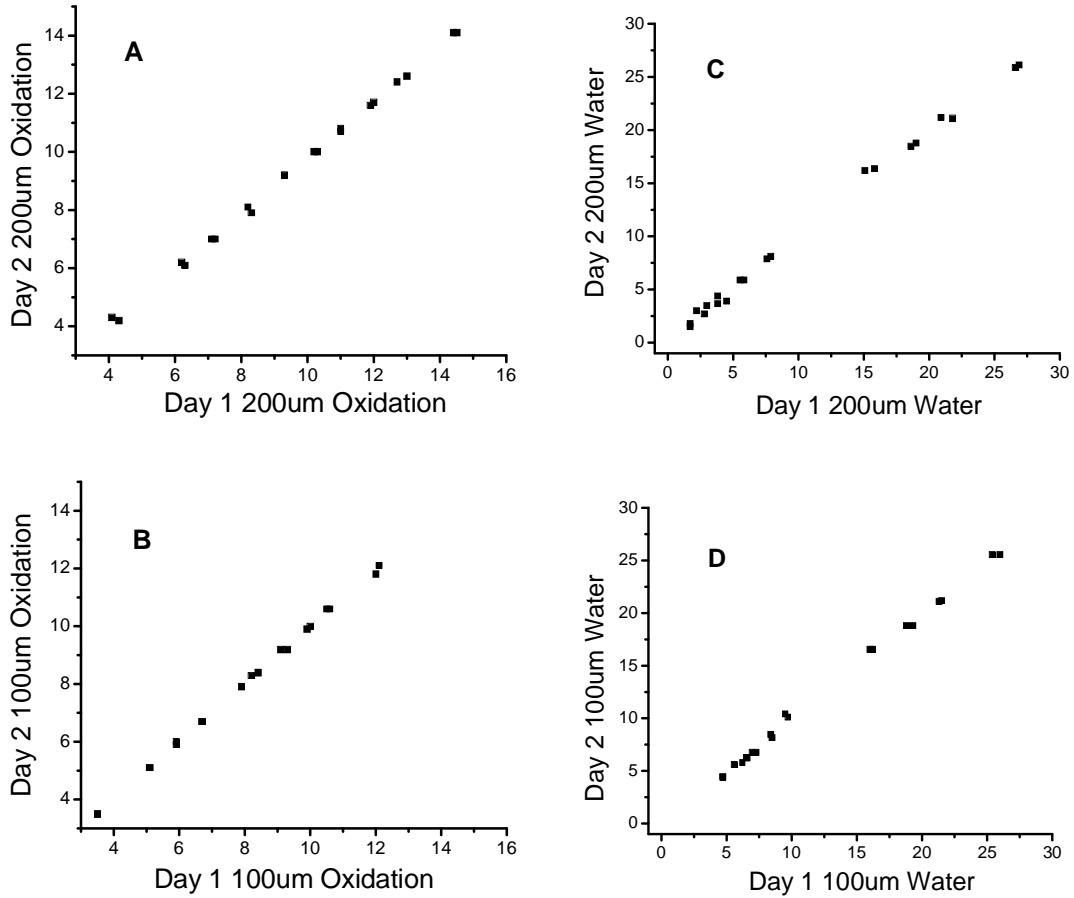 A
14
12
10
8
6
4
4 6 8 10 12 14 16
Day 2 200um Oxidation
Day 1 200um Oxidation
C
30
25
20
15
10
5
0
0 5 10 15 20 25 30
Day 2 200um Water
Day 1 200um Water
B
14
12
10
8
6
4
4 6 8 10 12 14 16
Day 2 100um Oxidation
Day 1 100um Oxidation
D
30
25
20
15
10
5
0
0 5 10 15 20 25 30
Day 2 100um Water
Day 1 100um Water